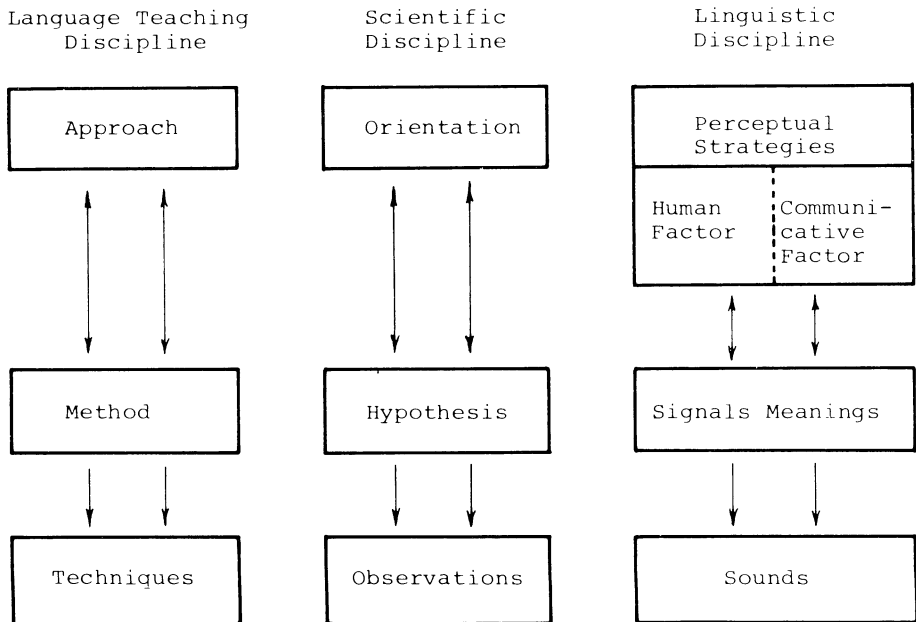 Language Teaching
Discipline
Scientific
Discipline
Linguistic
Discipline
Approach
Orientation
Perceptual
Strategies
Human
Factor
Communi-
cative
Factor
Method
Hypothesis
Signals Meanings
Techniques
Observations
Sounds